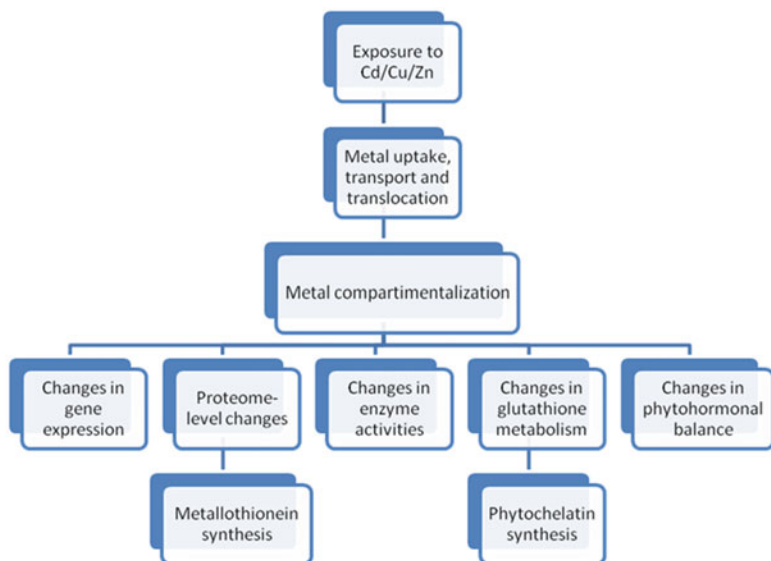 Exposure to
Cd/Cu/Zn
Metal uptake,
transport and
translocation
Metal compartimentalization
Changes in
gene
expression
Proteome-
level changes
Changes in
enzyme
activities
Changes in
glutathione
metabolism
Changes in
phytohormonal
balance
Metallothionein
synthesis
Phytochelatin
synthesis